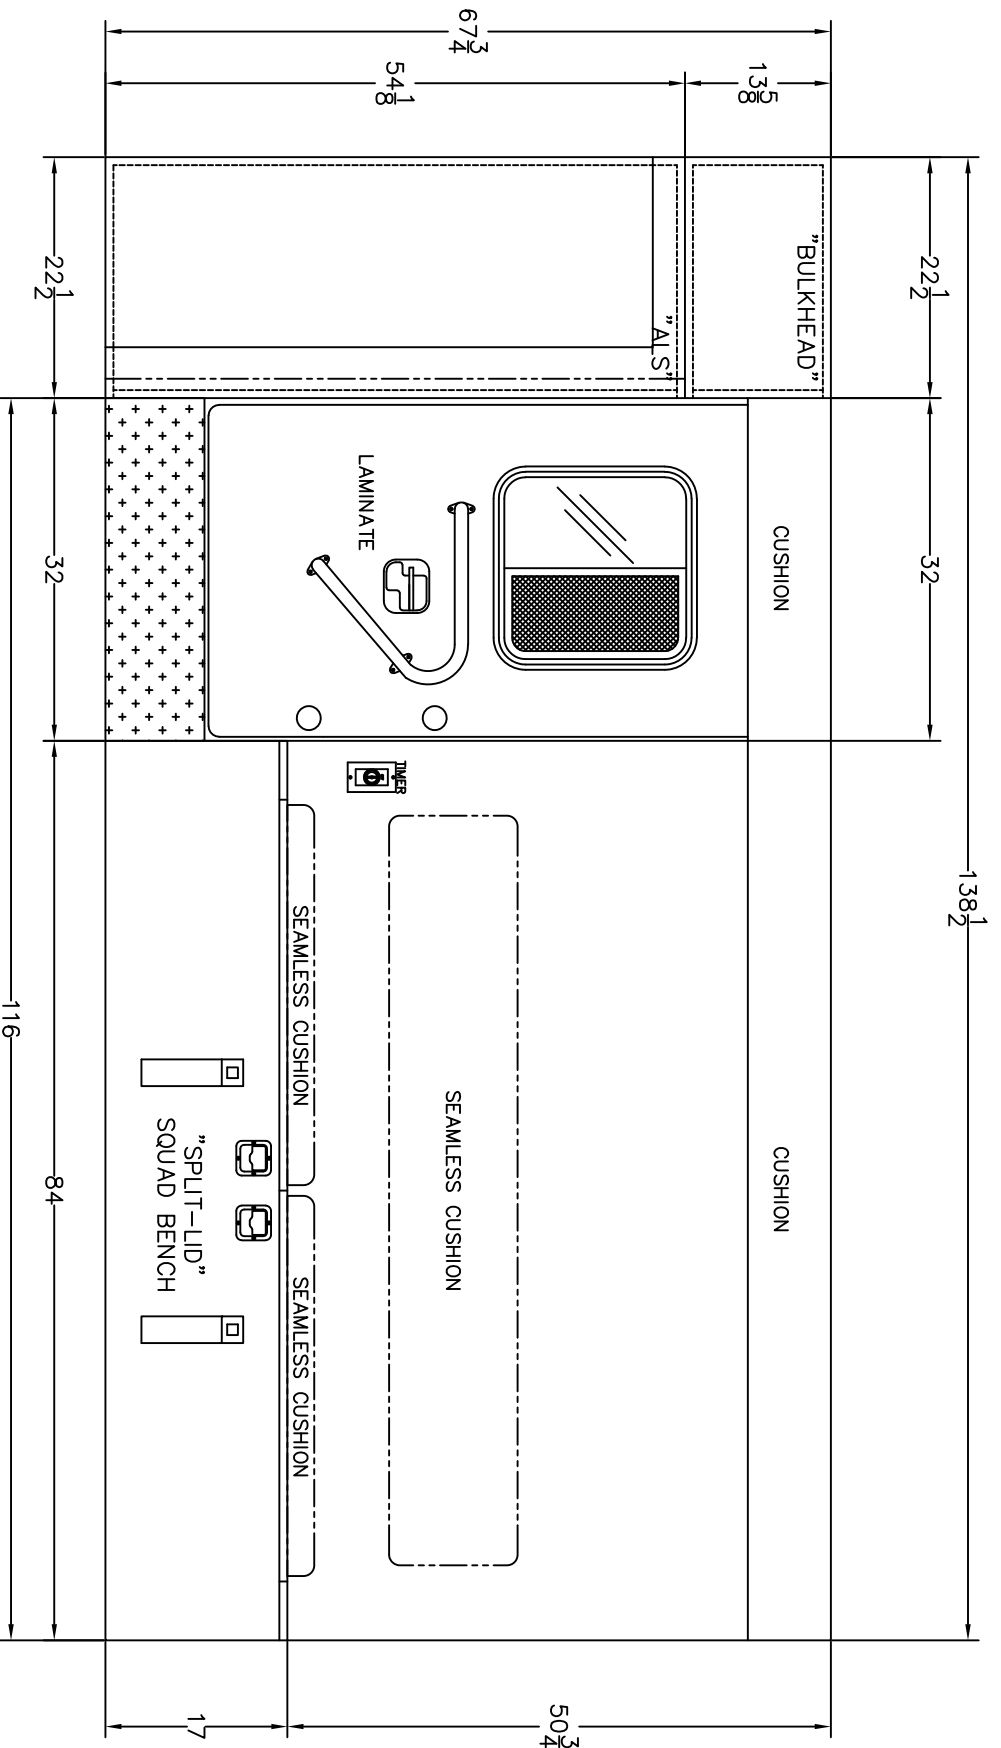 138 1/2
22 1/2
32
"BULKHEAD"
CUSHION
CUSHION
67 3/4
13 5/8
54 1/8
"ALS"
LAMINATE
TIMER
SEAMLESS CUSHION
SEAMLESS CUSHION
SEAMLESS CUSHION
"SPLIT-LID"
SQUAD BENCH
50 3/4
17
22 1/2
32
84
116